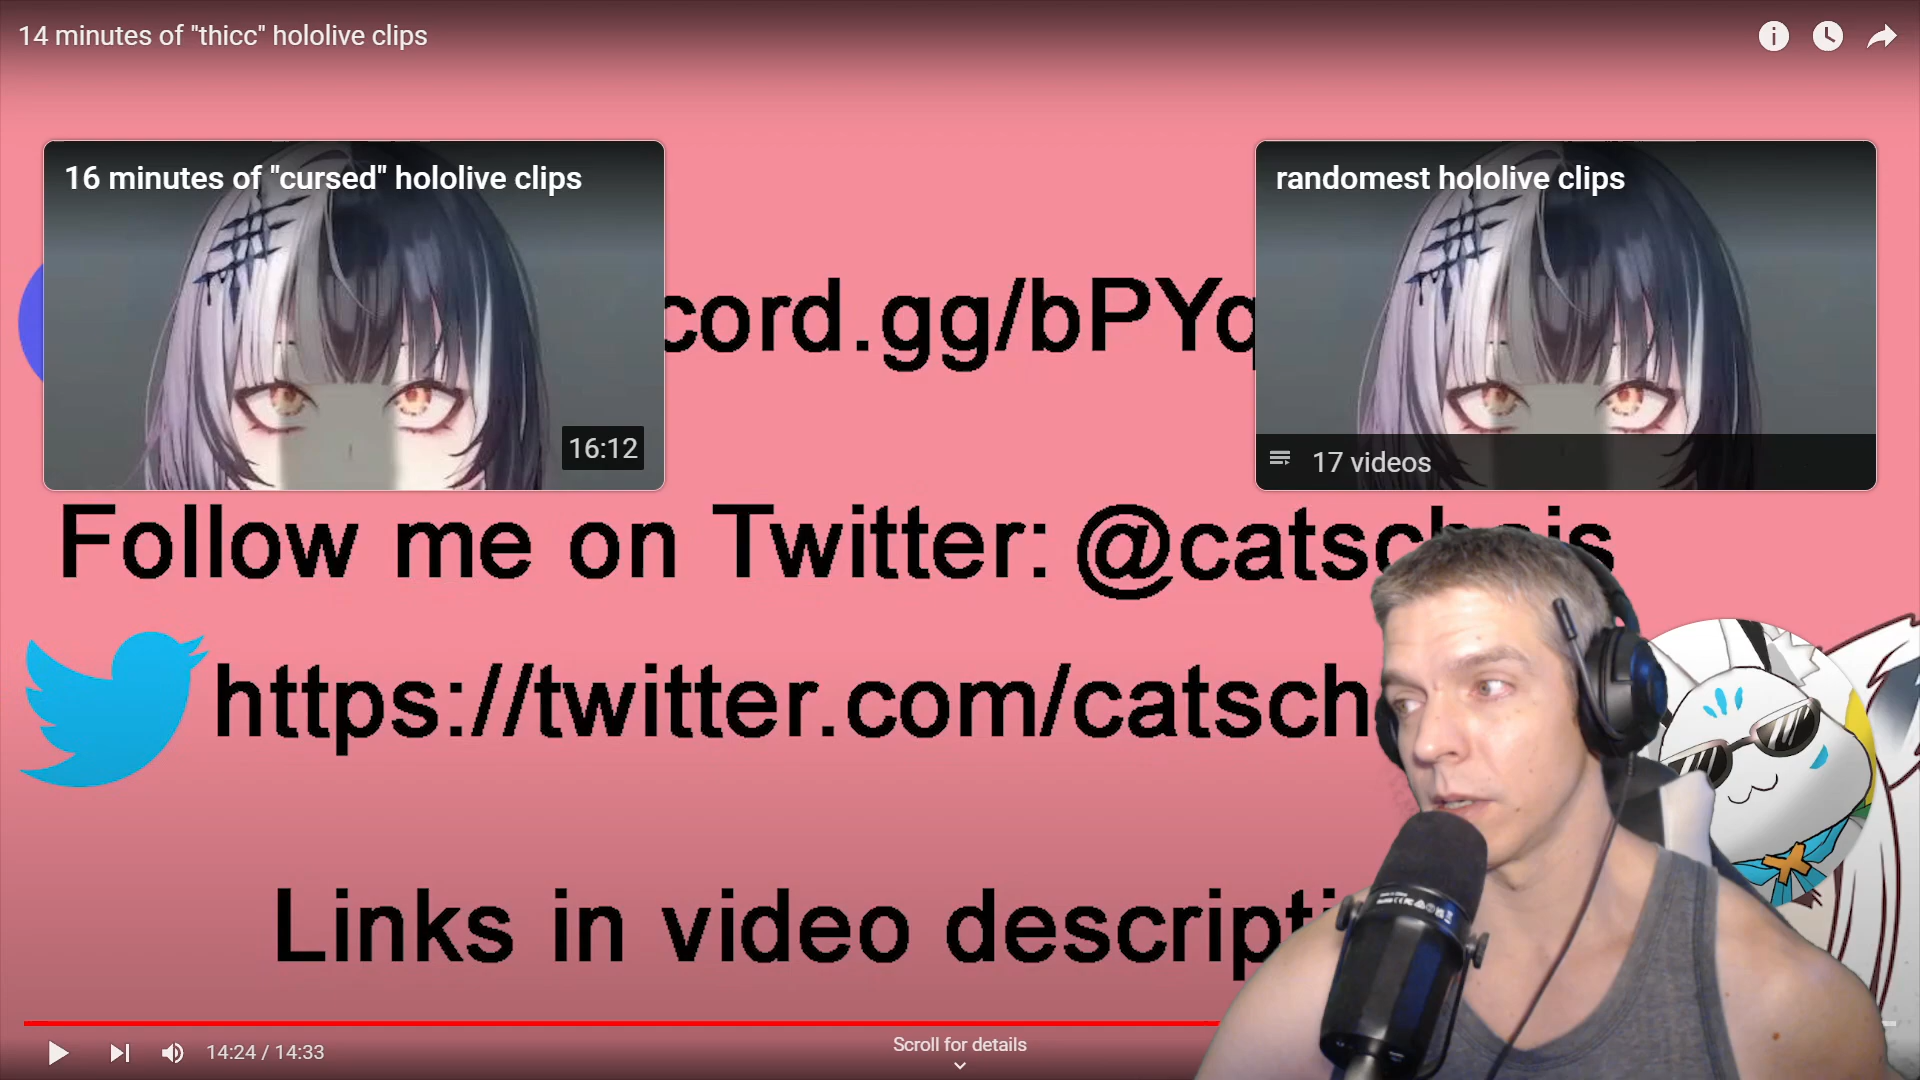 14 minutes of "thicc" hololive clips
16 minutes of "cursed" hololive clips
randomest hololive clips
cord.gg/bPYq
16:12
17 videos
Follow me on Twitter: @catschais
https://twitter.com/catsch
Links in video descripti
14:24 / 14:33
Scroll for details